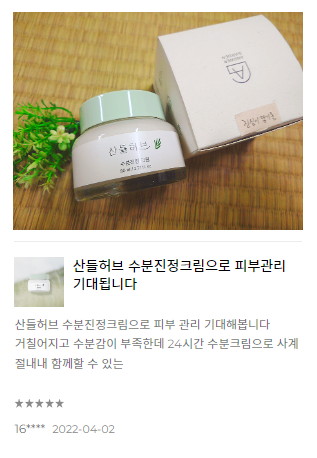 산들허브
수분진정크림
산들허브 수분진정크림으로 피부관리
기대됩니다
산들허브 수분진정크림으로 피부 관리 기대해봅니다
거칠어지고 수분감이 부족한데 24시간 수분크림으로 사계
절내내 함께할 수 있는
★★★★★
16**** 2022-04-02